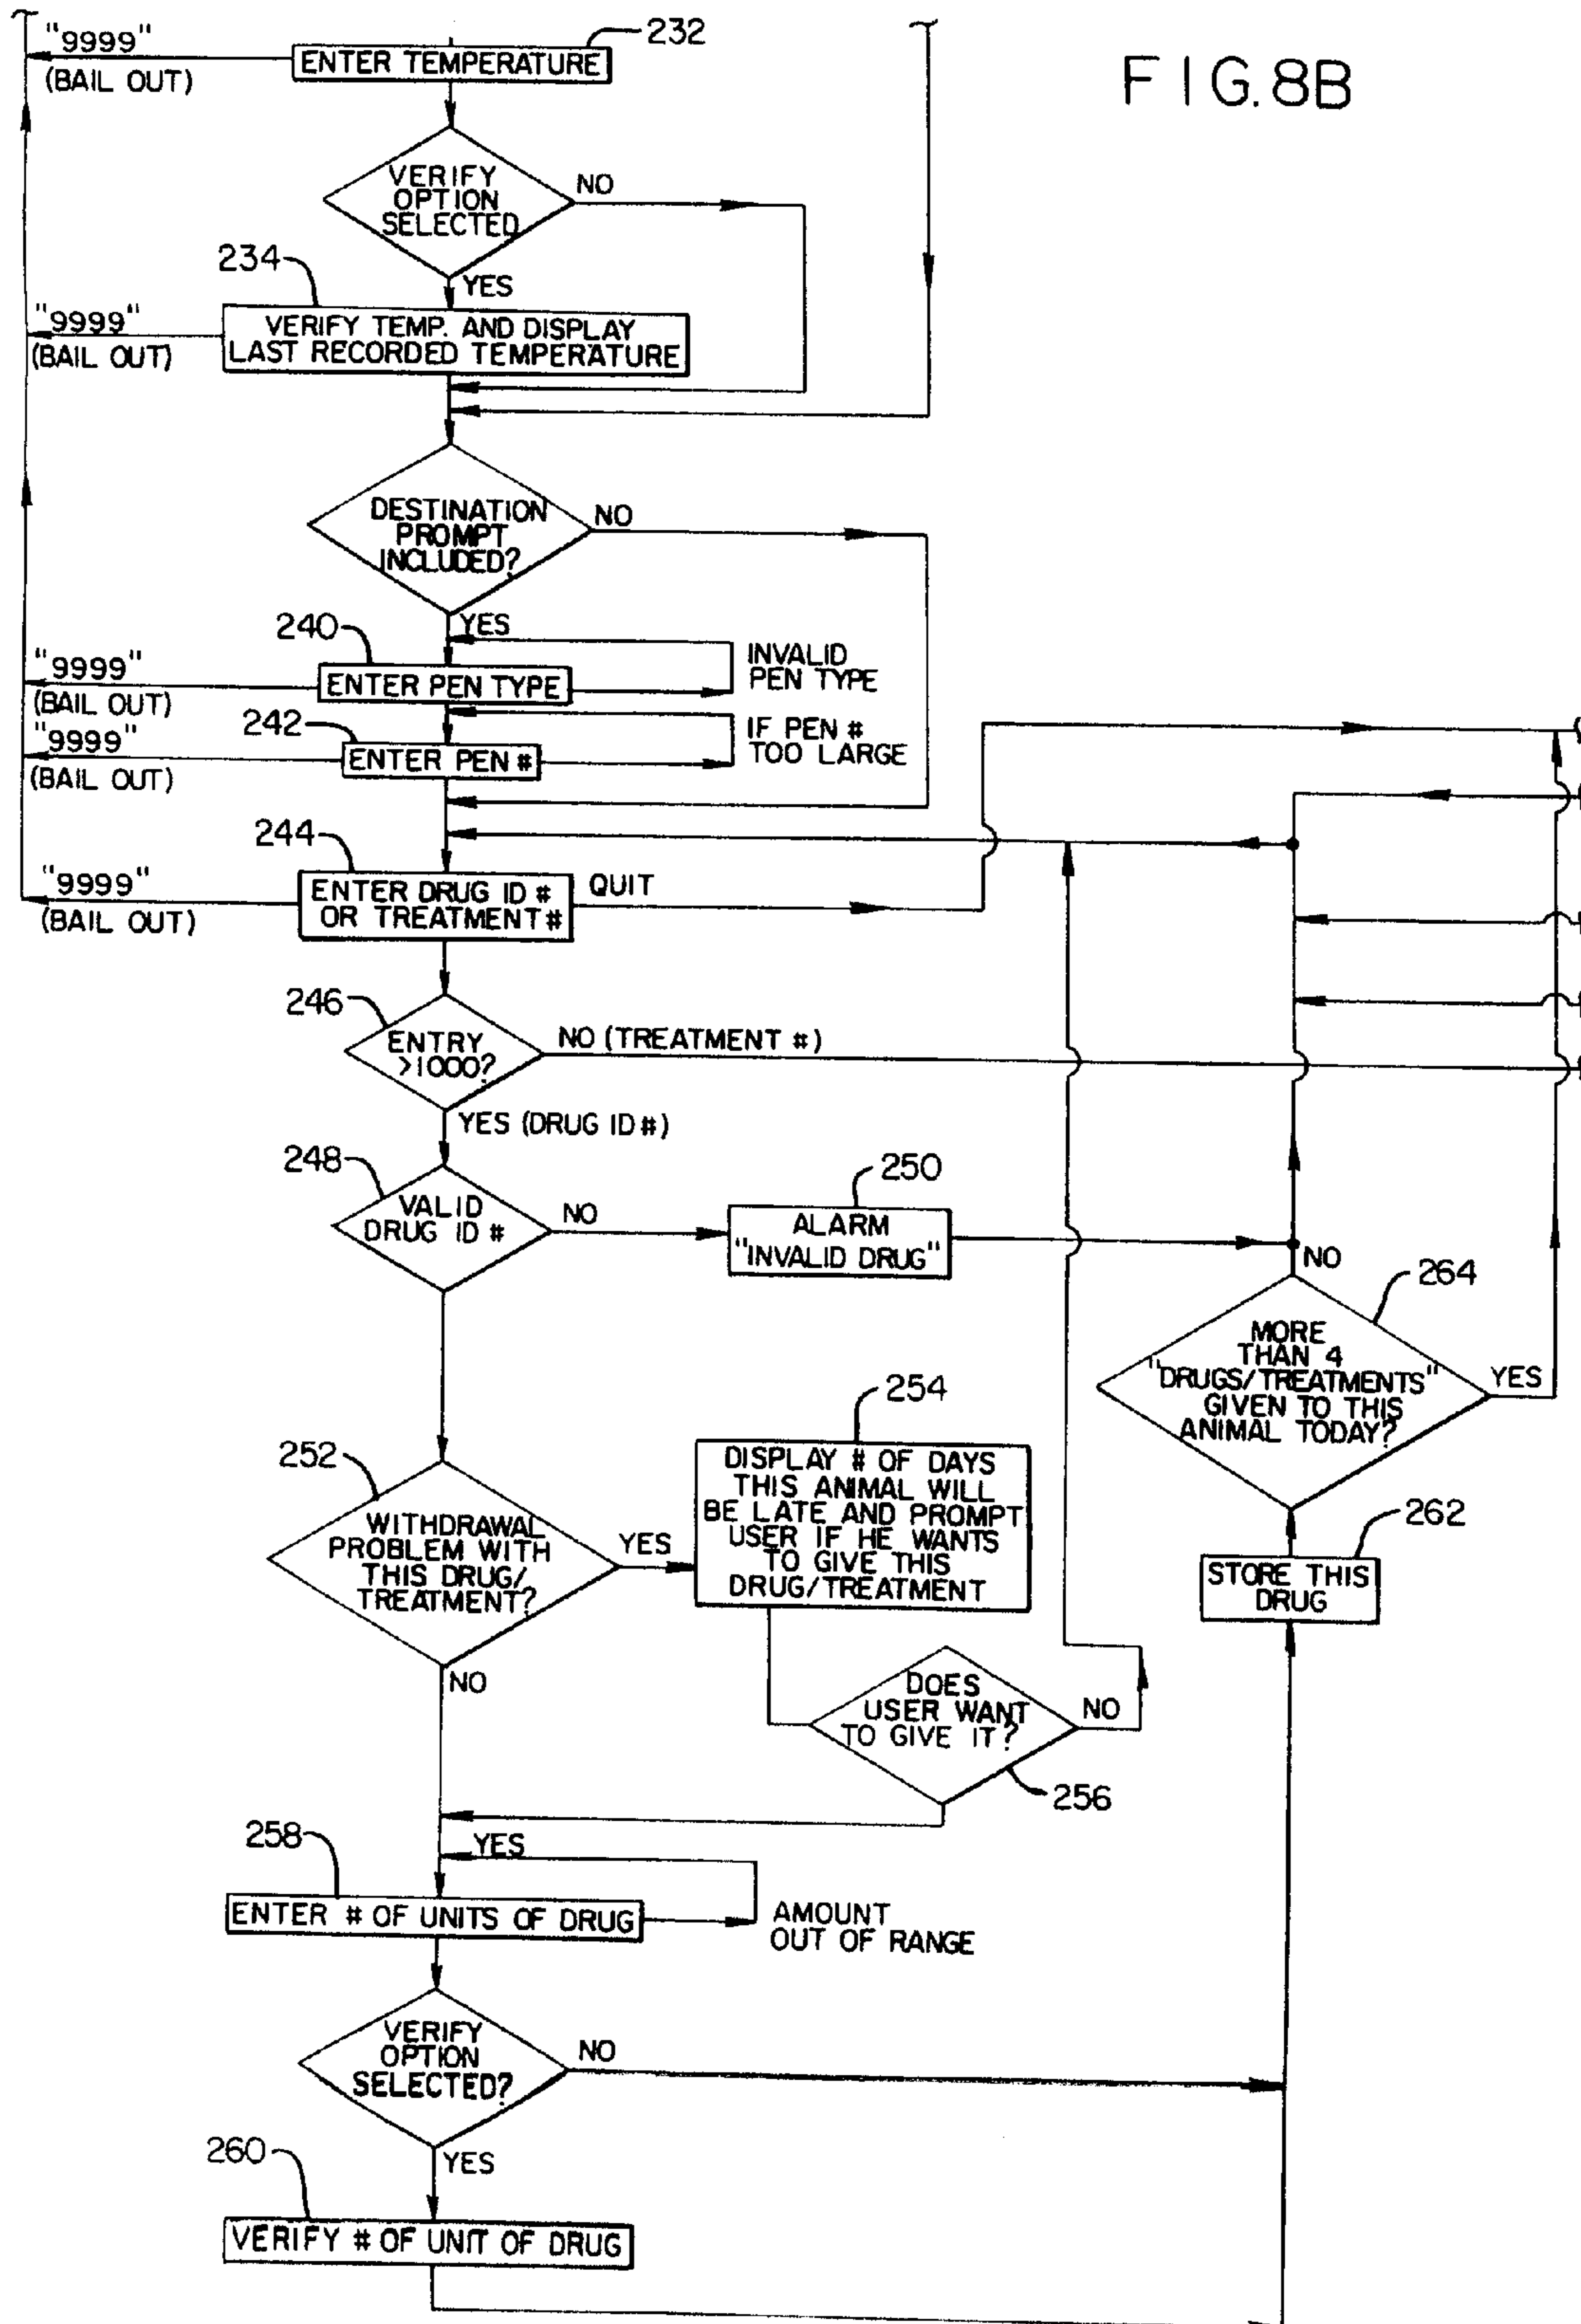 FIG.8B
"9999"
(BAIL OUT)
ENTER TEMPERATURE
232
VERIFY
OPTION
SELECTED
NO
YES
234
"9999"
(BAIL OUT)
VERIFY TEMP. AND DISPLAY
LAST RECORDED TEMPERATURE
DESTINATION
PROMPT
INCLUDED?
NO
YES
240
"9999"
(BAIL OUT)
ENTER PEN TYPE
INVALID
PEN TYPE
242
"9999"
(BAIL OUT)
ENTER PEN #
IF PEN #
TOO LARGE
244
"9999"
(BAIL OUT)
ENTER DRUG ID #
OR TREATMENT #
QUIT
246
ENTRY
>1000?
NO (TREATMENT #)
YES (DRUG ID #)
248
VALID
DRUG ID #
NO
250
ALARM
"INVALID DRUG"
NO
264
MORE
THAN 4
"DRUGS/TREATMENTS"
GIVEN TO THIS
ANIMAL TODAY?
YES
252
WITHDRAWAL
PROBLEM WITH
THIS DRUG/
TREATMENT?
YES
NO
254
DISPLAY # OF DAYS
THIS ANIMAL WILL
BE LATE AND PROMPT
USER IF HE WANTS
TO GIVE THIS
DRUG/TREATMENT
262
STORE THIS
DRUG
DOES
USER WANT
TO GIVE IT?
NO
256
YES
258
ENTER # OF UNITS OF DRUG
AMOUNT
OUT OF RANGE
VERIFY
OPTION
SELECTED?
NO
YES
260
VERIFY # OF UNIT OF DRUG